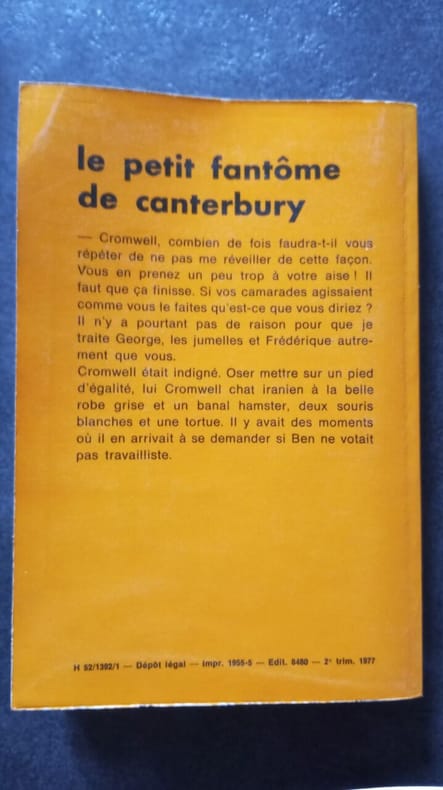 le petit fantôme
de canterbury
— Cromwell, combien de fois faudra-t-il vous
répéter de ne pas me réveiller de cette façon.
Vous en prenez un peu trop à votre aise ! Il
faut que ça finisse. Si vos camarades agissaient
comme vous le faites qu'est-ce que vous diriez ?
Il n'y a pourtant pas de raison pour que je
traite George, les jumelles et Frédérique autre-
ment que vous.
Cromwell était indigné. Oser mettre sur un pied
d'égalité, lui Cromwell chat iranien à la belle
robe grise et un banal hamster, deux souris
blanches et une tortue. Il y avait des moments
où il en arrivait à se demander si Ben ne votait
pas travailliste.
H 52/1392/1 — Dépôt légal — Impr. 1955-5 — Edit. 8480 — 2e trim. 1977